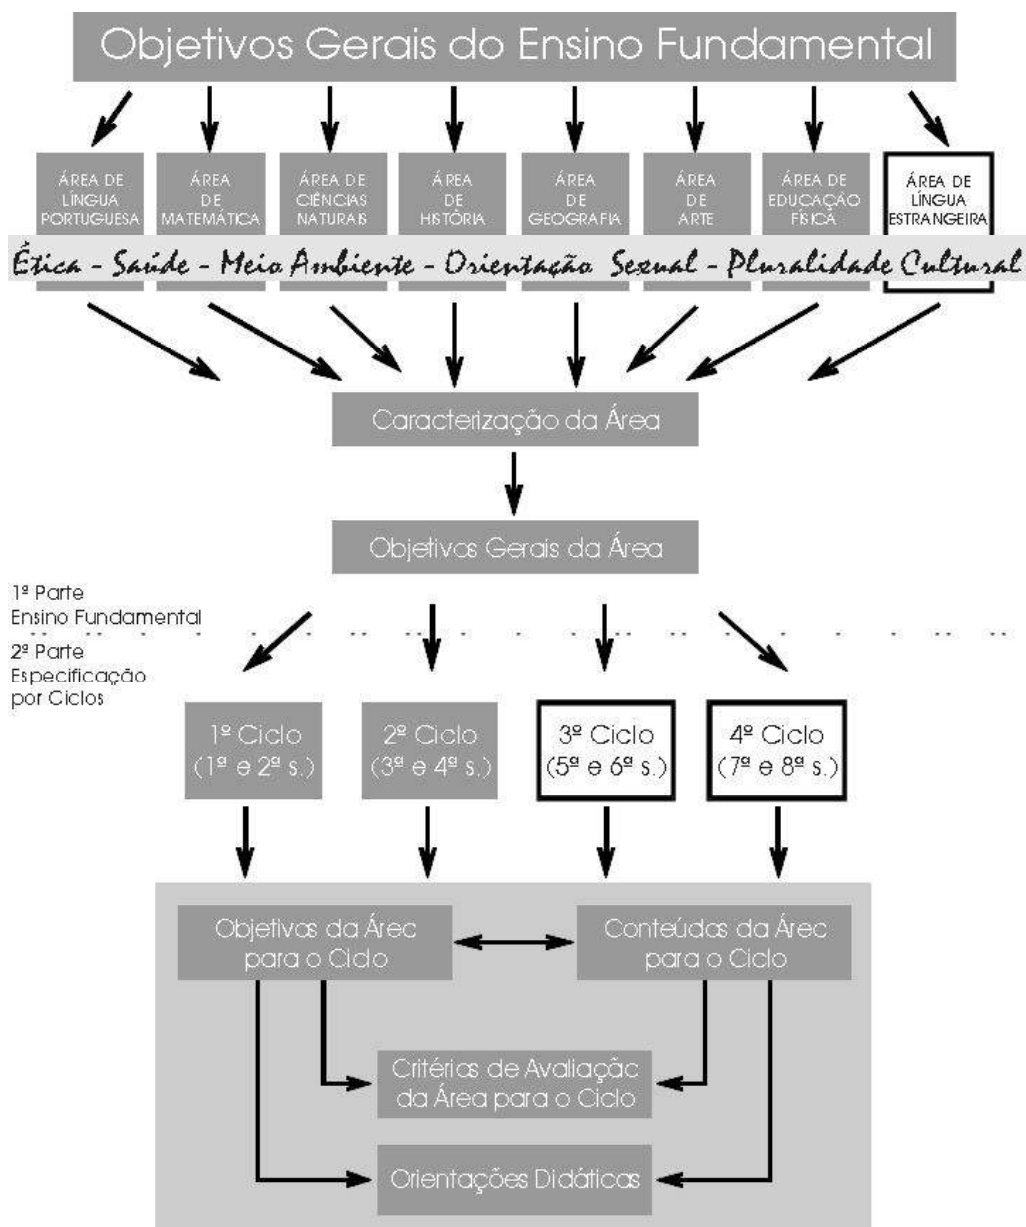 Objetivos Gerais do Ensino Fundamental
ÁREA DE
LÍNGUA
PORTUGUESA
ÁREA
DE
MATEMÁTICA
ÁREA DE
CIÊNCIAS
NATURAIS
ÁREA
DE
HISTÓRIA
ÁREA
DE
GEOGRAFIA
ÁREA
DE
ARTE
ÁREA DE
EDUCAÇÃO
FÍSICA
ÁREA DE
LÍNGUA
ESTRANGEIRA
Ética - Saúde - Meio Ambiente - Orientação Sexual - Pluralidade Cultural
Caracterização da Área
Objetivos Gerais da Área
1ª Parte
Ensino Fundamental
2ª Parte
Especificação
por Ciclos
1º Ciclo
(1ª e 2ª s.)
2º Ciclo
(3ª e 4ª s.)
3º Ciclo
(5ª e 6ª s.)
4º Ciclo
(7ª e 8ª s.)
Objetivos da Área
para o Ciclo
Conteúdos da Área
para o Ciclo
Critérios de Avaliação
da Área para o Ciclo
Orientações Didáticas